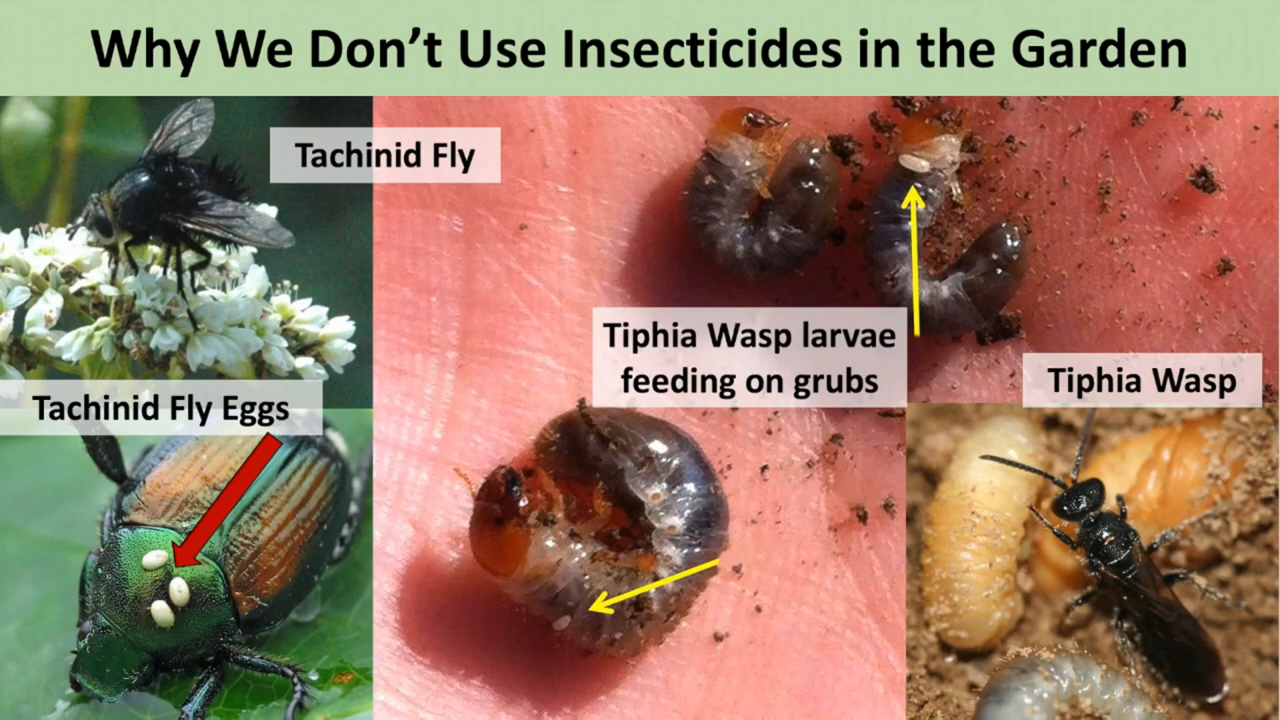 Why We Don't Use Insecticides in the Garden
Tachinid Fly
Tiphia Wasp larvae
feeding on grubs
Tiphia Wasp
Tachinid Fly Eggs